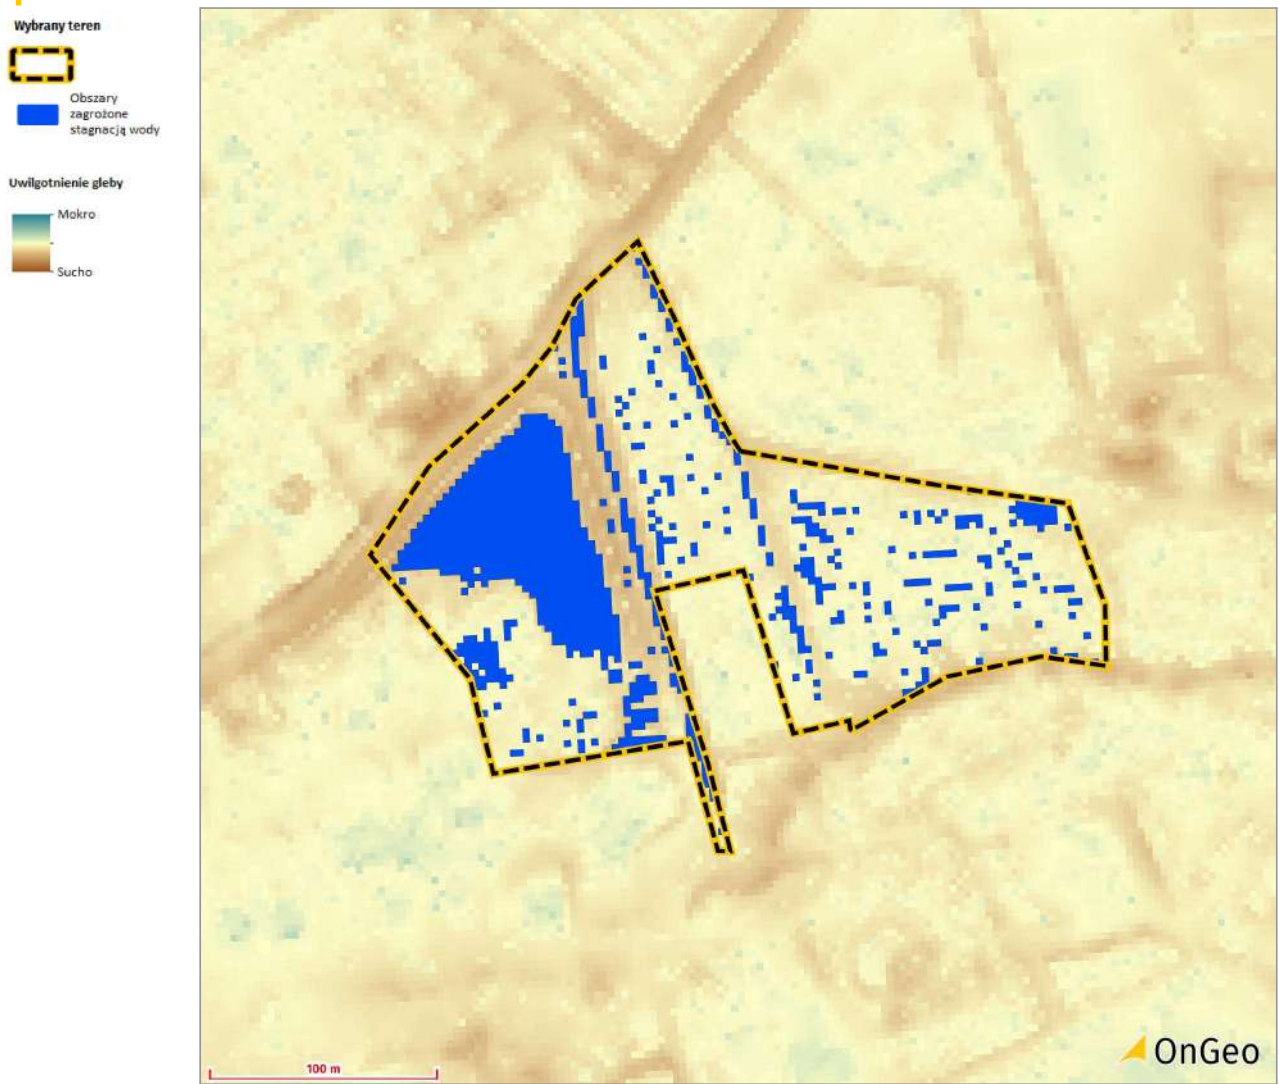 Wybrany teren
Obszary
zagrożone
stagnacją wody
Uwilgotnienie gleby
Mokro
Sucho
100 m
OnGeo